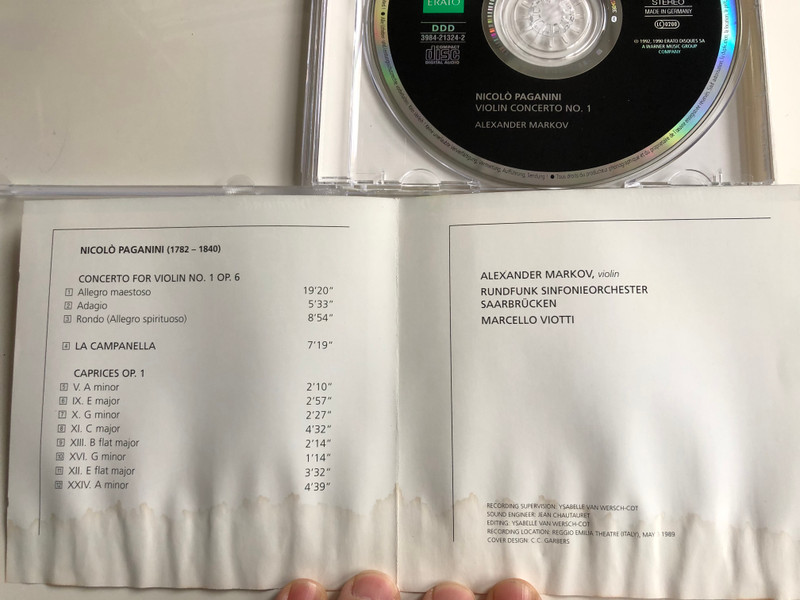 ERATO
DDD
3984-21324-2
COMPACT
disc
DIGITAL AUDIO
STEREO
MADE IN GERMANY
LC 0200
℗ 1992, 1990 ERATO DISQUES SA
A WARNER MUSIC GROUP
COMPANY
NICOLÒ PAGANINI
VIOLIN CONCERTO NO. 1
ALEXANDER MARKOV
NICOLÒ PAGANINI (1782 – 1840)
CONCERTO FOR VIOLIN NO. 1 OP. 6
1 Allegro maestoso 19'20"
2 Adagio 5'33"
3 Rondo (Allegro spirituoso) 8'54"
4 LA CAMPANELLA 7'19"
CAPRICES OP. 1
5 V. A minor 2'10"
6 IX. E major 2'57"
7 X. G minor 2'27"
8 XI. C major 4'32"
9 XIII. B flat major 2'14"
10 XVI. G minor 1'14"
11 XII. E flat major 3'32"
12 XXIV. A minor 4'39"
ALEXANDER MARKOV, violin
RUNDFUNK SINFONIEORCHESTER
SAARBRÜCKEN
MARCELLO VIOTTI
RECORDING SUPERVISION: YSABELLE VAN WERSCH-COT
SOUND ENGINEER: JEAN CHAUTAURET
EDITING: YSABELLE VAN WERSCH-COT
RECORDING LOCATION: REGGIO EMILIA THEATRE (ITALY), MAY 1989
COVER DESIGN: C.C. GARBERS